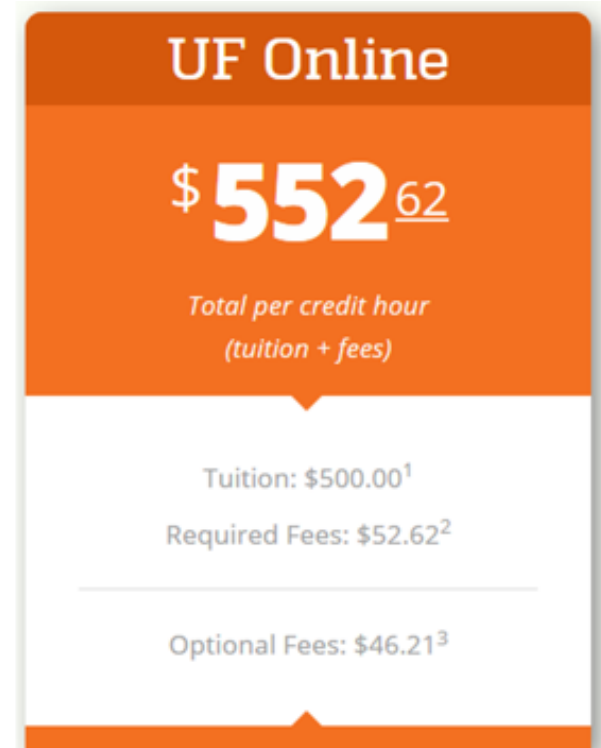 UF Online
$552 62
Total per credit hour
(tuition + fees)
Tuition: $500.00¹
Required Fees: $52.62²
Optional Fees: $46.21³